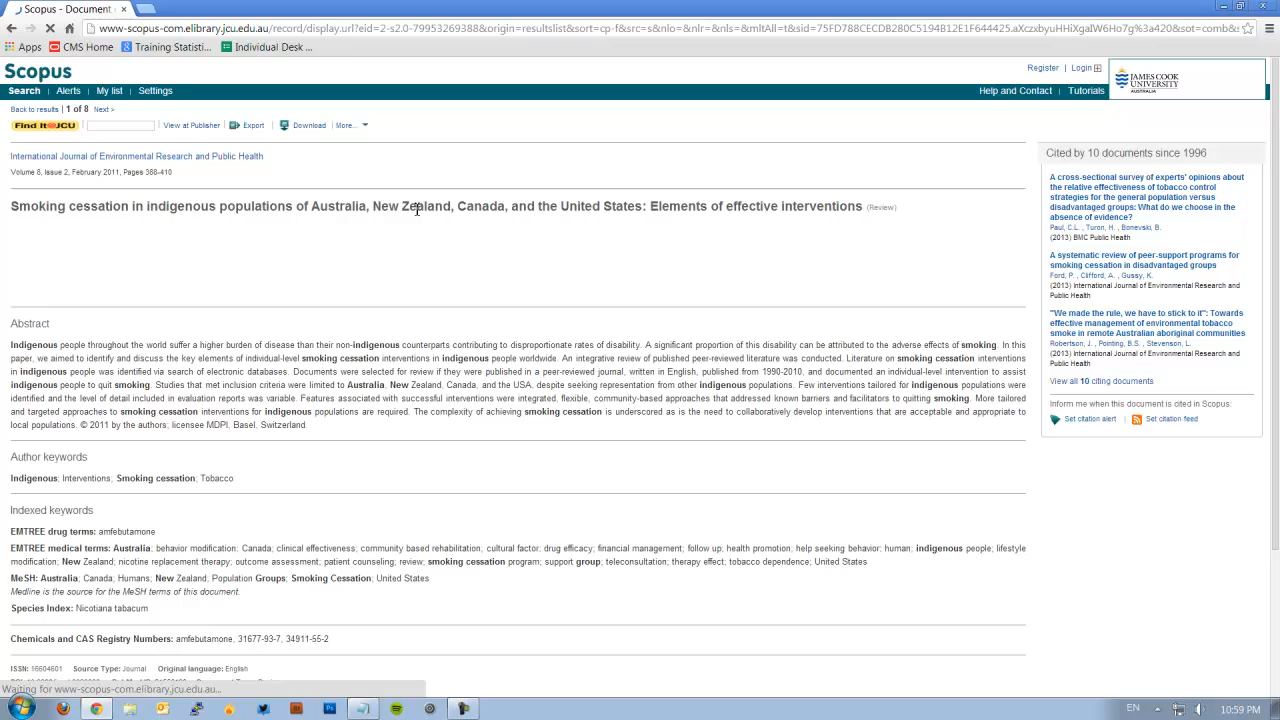 Scopus - Document
www-scopus-com.elibrary.jcu.edu.au/record/display.url?eid=2-s2.0-79953269388&origin=resultslist&sort=cp-f&src=s&nlo=&nlr=&nls=&mltAll=t&sid=75FD788CECDB2C5194B12E1F644425.aXczxbyuHHiXgaIW6Ho7g%3a420&sot=comb&
Apps CMS Home Training Statisti... Individual Desk ...
Scopus
Register | Login
JAMES COOK UNIVERSITY AUSTRALIA
Search | Alerts | My list | Settings
Help and Contact | Tutorials
Back to results | 1 of 8 Next >
Find It@JCU | View at Publisher | Export | Download | More...
International Journal of Environmental Research and Public Health
Volume 8, Issue 2, February 2011, Pages 388-410
Smoking cessation in indigenous populations of Australia, New Zealand, Canada, and the United States: Elements of effective interventions (Review)
Abstract
Indigenous people throughout the world suffer a higher burden of disease than their non-indigenous counterparts contributing to disproportionate rates of disability. A significant proportion of this disability can be attributed to the adverse effects of smoking. In this
paper, we aimed to identify and discuss the key elements of individual-level smoking cessation interventions in indigenous people worldwide. An integrative review of published peer-reviewed literature was conducted. Literature on smoking cessation interventions
in indigenous people was identified via search of electronic databases. Documents were selected for review if they were published in a peer-reviewed journal, written in English, published from 1990-2010, and documented an individual-level intervention to assist
indigenous people to quit smoking. Studies that met inclusion criteria were limited to Australia, New Zealand, Canada, and the USA, despite seeking representation from other indigenous populations. Few interventions tailored for indigenous populations were
identified and the level of detail included in evaluation reports was variable. Features associated with successful interventions were integrated, flexible, community-based approaches that addressed known barriers and facilitators to quitting smoking. More tailored
and targeted approaches to smoking cessation interventions for indigenous populations are required. The complexity of achieving smoking cessation is underscored as is the need to collaboratively develop interventions that are acceptable and appropriate to
local populations. © 2011 by the authors; licensee MDPI, Basel, Switzerland.
Author keywords
Indigenous; Interventions; Smoking cessation; Tobacco
Indexed keywords
EMTREE drug terms: amfebutamone
EMTREE medical terms: Australia; behavior modification; Canada; clinical effectiveness; community based rehabilitation; cultural factor; drug efficacy; financial management; follow up; health promotion; help seeking behavior; human; indigenous people; lifestyle
modification; New Zealand; nicotine replacement therapy; outcome assessment; patient counseling; review; smoking cessation program; support group; teleconsultation; therapy effect; tobacco dependence; United States
MeSH: Australia; Canada; Humans; New Zealand; Population Groups; Smoking Cessation; United States
Medline is the source for the MeSH terms of this document.
Species Index: Nicotiana tabacum
Chemicals and CAS Registry Numbers: amfebutamone, 31677-93-7, 34911-55-2
ISSN: 16604601 Source Type: Journal Original language: English
Cited by 10 documents since 1996
A cross-sectional survey of experts' opinions about
the relative effectiveness of tobacco control
strategies for the general population versus
disadvantaged groups: What do we choose in the
absence of evidence?
Paul, C.L. , Turon, H. , Bonevski, B.
(2013) BMC Public Health
A systematic review of peer-support programs for
smoking cessation in disadvantaged groups
Ford, P. , Clifford, A. , Gussy, K.
(2013) International Journal of Environmental Research and
Public Health
"We made the rule, we have to stick to it": Towards
effective management of environmental tobacco
smoke in remote Australian aboriginal communities
Robertson, J. , Pointing, B.S. , Stevenson, L.
(2013) International Journal of Environmental Research and
Public Health
View all 10 citing documents
Inform me when this document is cited in Scopus:
Set citation alert | Set citation feed
Waiting for www-scopus-com.elibrary.jcu.edu.au...
EN 10:59 PM